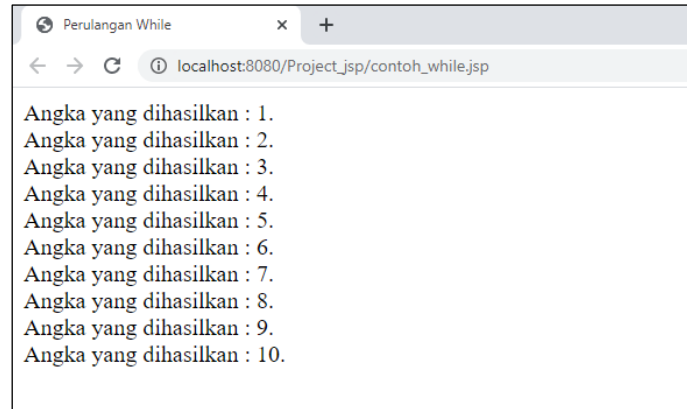 Perulangan While
localhost:8080/Project_jsp/contoh_while.jsp
Angka yang dihasilkan : 1.
Angka yang dihasilkan : 2.
Angka yang dihasilkan : 3.
Angka yang dihasilkan : 4.
Angka yang dihasilkan : 5.
Angka yang dihasilkan : 6.
Angka yang dihasilkan : 7.
Angka yang dihasilkan : 8.
Angka yang dihasilkan : 9.
Angka yang dihasilkan : 10.